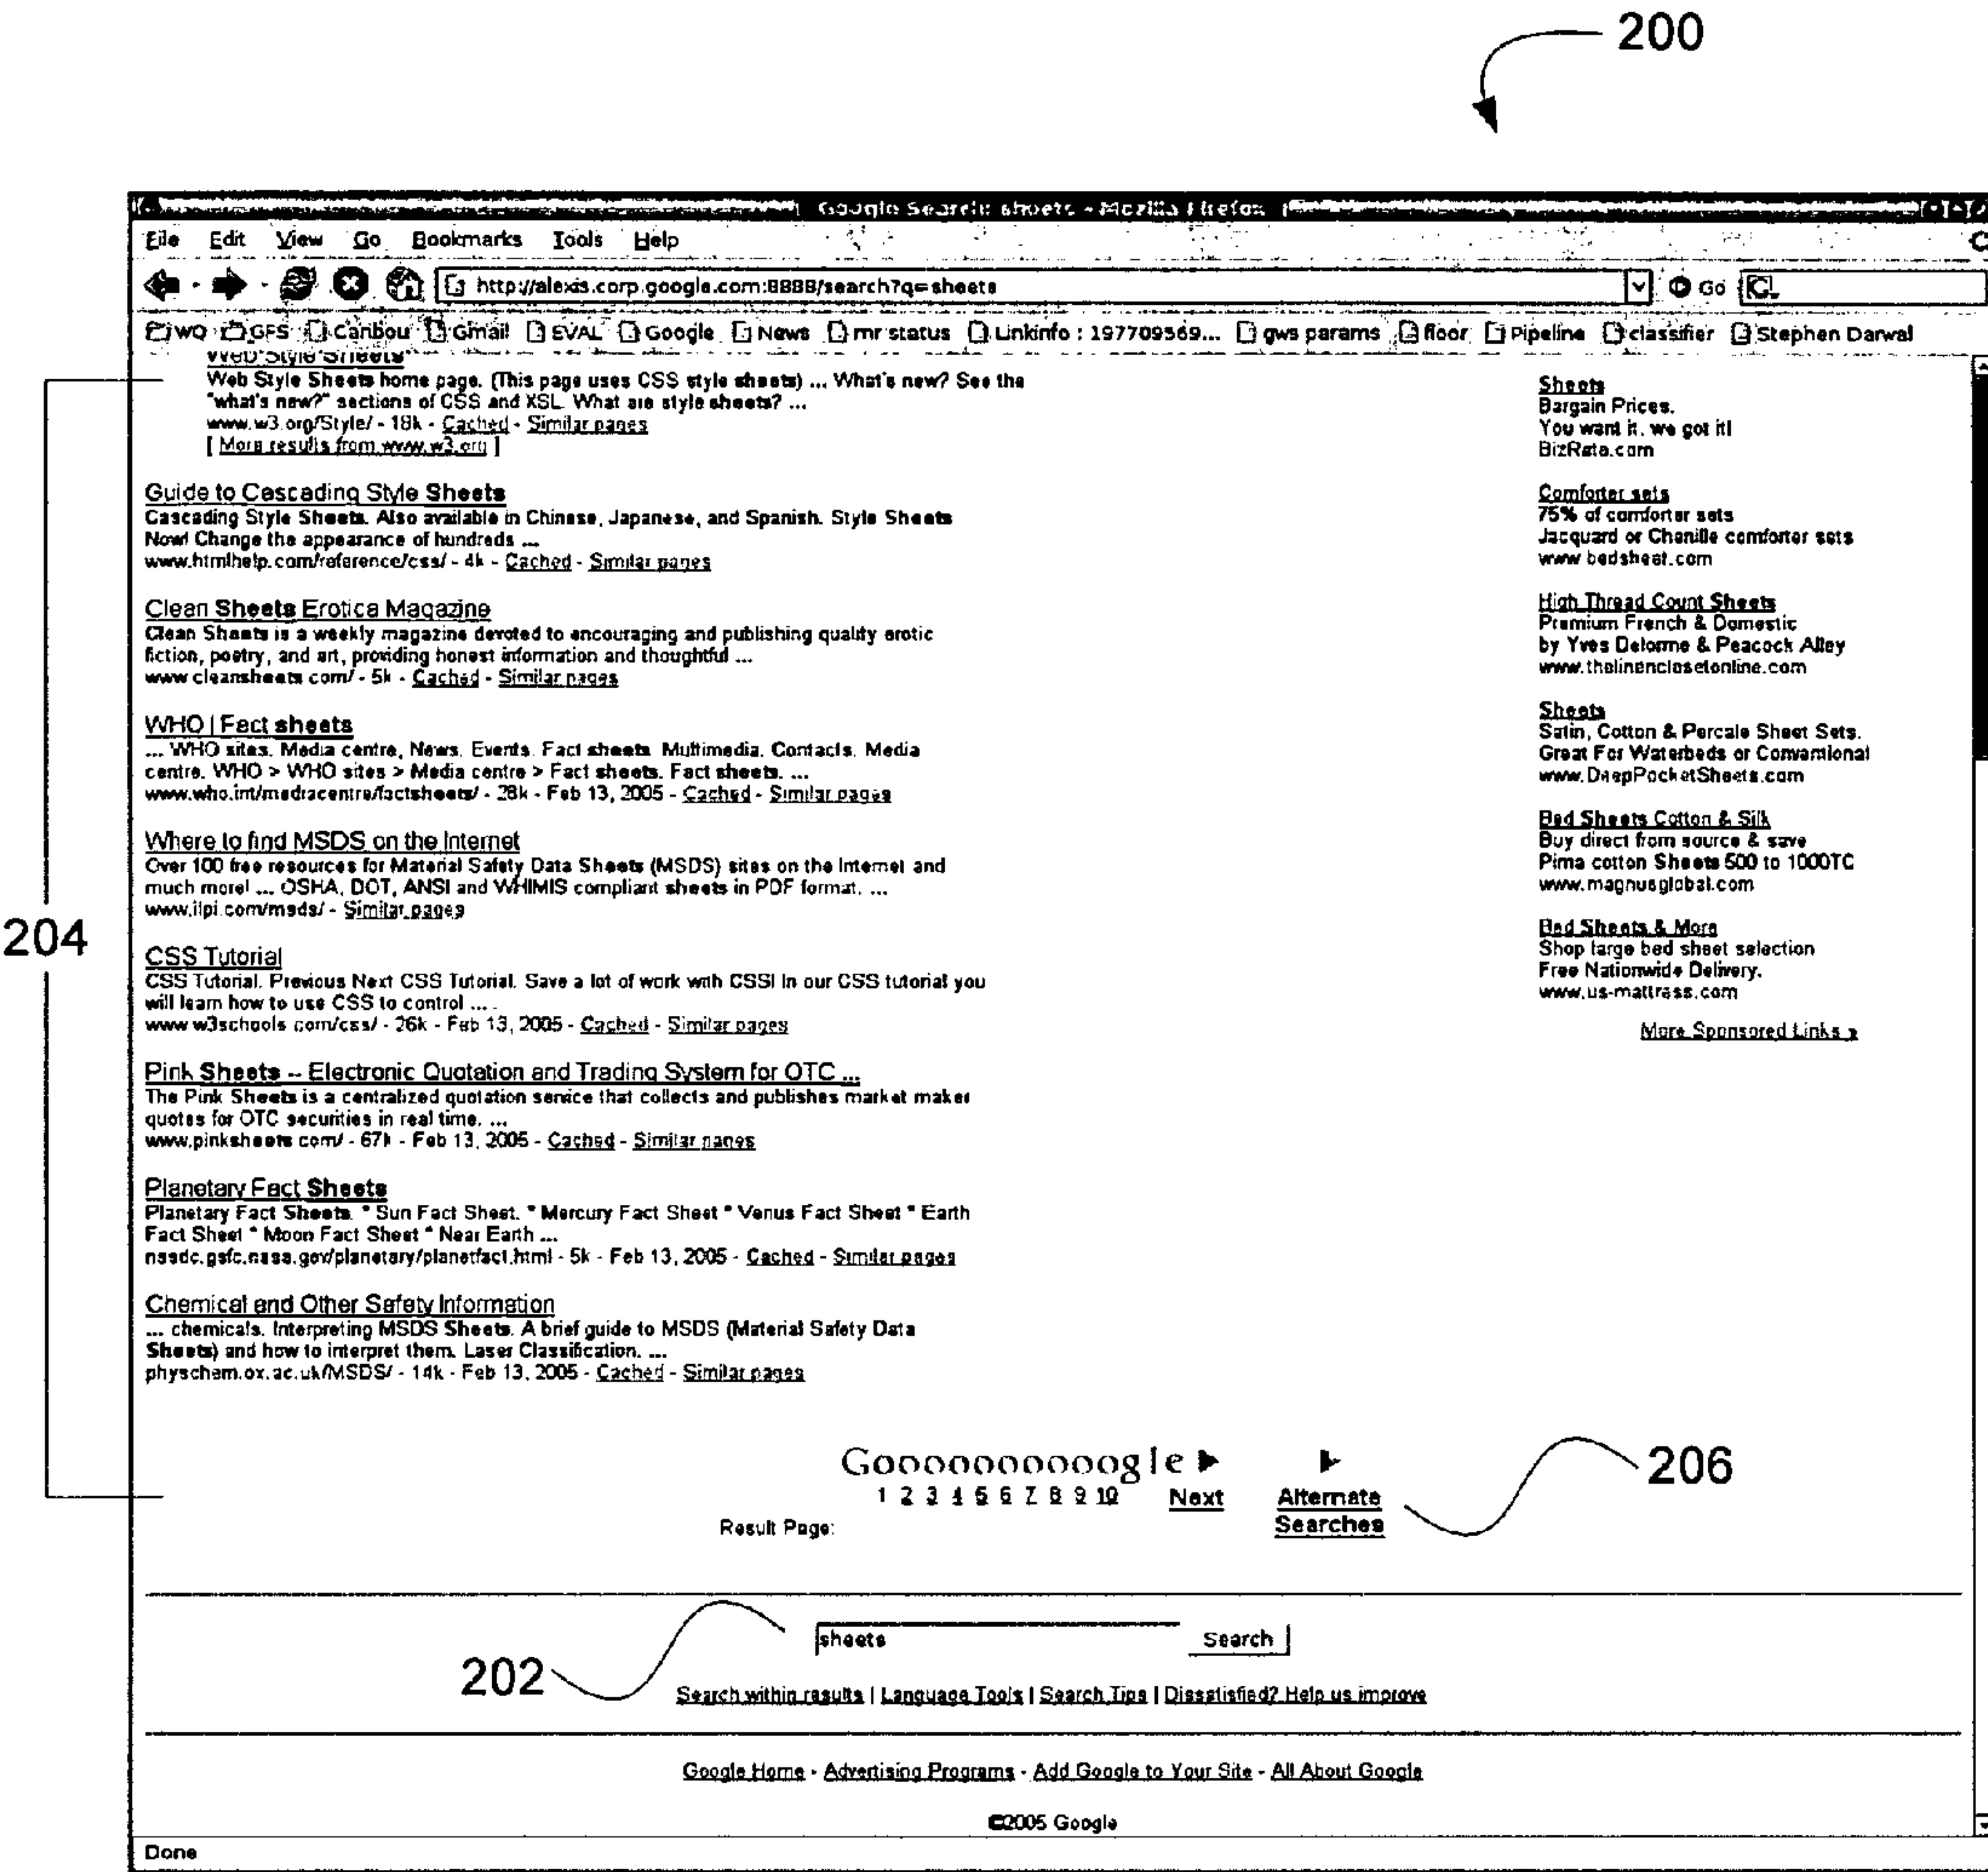 200
Google Search: sheets - Mozilla Firefox
File Edit View Go Bookmarks Tools Help
http://alexis.corp.google.com:8888/search?q=sheets
Go
WQ GFS Caribou Gmail EVAL Google News mr status Linkinfo : 197709569... gws params floor Pipeline classifier Stephen Darwal
Web Style Sheets
Web Style Sheets home page. (This page uses CSS style sheets) ... What's new? See the
"what's new?" sections of CSS and XSL. What are style sheets? ...
www.w3.org/Style/ - 18k - Cached - Similar pages
[ More results from www.w3.org ]
Guide to Cascading Style Sheets
Cascading Style Sheets. Also available in Chinese, Japanese, and Spanish. Style Sheets
Now! Change the appearance of hundreds ...
www.htmlhelp.com/reference/css/ - 4k - Cached - Similar pages
Clean Sheets Erotica Magazine
Clean Sheets is a weekly magazine devoted to encouraging and publishing quality erotic
fiction, poetry, and art, providing honest information and thoughtful ...
www.cleansheets.com/ - 5k - Cached - Similar pages
WHO | Fact sheets
... WHO sites. Media centre, News. Events. Fact sheets. Multimedia. Contacts. Media
centre. WHO > WHO sites > Media centre > Fact sheets. Fact sheets. ...
www.who.int/mediacentre/factsheets/ - 28k - Feb 13, 2005 - Cached - Similar pages
Where to find MSDS on the Internet
Over 100 free resources for Material Safety Data Sheets (MSDS) sites on the Internet and
much more! ... OSHA, DOT, ANSI and WHIMIS compliant sheets in PDF format. ...
www.ilpi.com/msds/ - Similar pages
CSS Tutorial
CSS Tutorial. Previous Next CSS Tutorial. Save a lot of work with CSS! In our CSS tutorial you
will learn how to use CSS to control ... .
www.w3schools.com/css/ - 26k - Feb 13, 2005 - Cached - Similar pages
Pink Sheets -- Electronic Quotation and Trading System for OTC ...
The Pink Sheets is a centralized quotation service that collects and publishes market maker
quotes for OTC securities in real time. ...
www.pinksheets.com/ - 67k - Feb 13, 2005 - Cached - Similar pages
Planetary Fact Sheets
Planetary Fact Sheets. * Sun Fact Sheet. * Mercury Fact Sheet * Venus Fact Sheet * Earth
Fact Sheet * Moon Fact Sheet * Near Earth ...
nssdc.gsfc.nasa.gov/planetary/planetfact.html - 5k - Feb 13, 2005 - Cached - Similar pages
Chemical and Other Safety Information
... chemicals. Interpreting MSDS Sheets. A brief guide to MSDS (Material Safety Data
Sheets) and how to interpret them. Laser Classification. ...
physchem.ox.ac.uk/MSDS/ - 14k - Feb 13, 2005 - Cached - Similar pages
Sheets
Bargain Prices.
You want it, we got it!
BizRate.com
Comforter sets
75% of comforter sets
Jacquard or Chenille comforter sets
www.bedsheet.com
High Thread Count Sheets
Premium French & Domestic
by Yves Delorme & Peacock Alley
www.thelinenclosetonline.com
Sheets
Satin, Cotton & Percale Sheet Sets.
Great For Waterbeds or Conventional
www.DeepPocketSheets.com
Bed Sheets Cotton & Silk
Buy direct from source & save
Pima cotton Sheets 500 to 1000TC
www.magnusglobal.com
Bed Sheets & More
Shop large bed sheet selection
Free Nationwide Delivery.
www.us-mattress.com
More Sponsored Links »
204
Goooooooooogle
206
1 2 3 4 5 6 7 8 9 10 Next
Alternate
Searches
Result Page:
sheets Search
202
Search within results | Language Tools | Search Tips | Dissatisfied? Help us improve
Google Home - Advertising Programs - Add Google to Your Site - All About Google
©2005 Google
Done